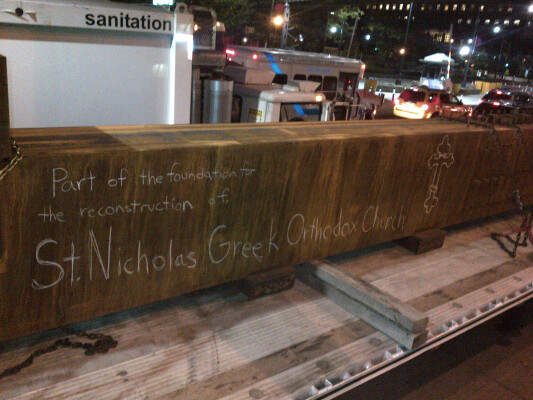 sanitation
Part of the foundation for
the reconstruction of:
St. Nicholas Greek Orthodox Church